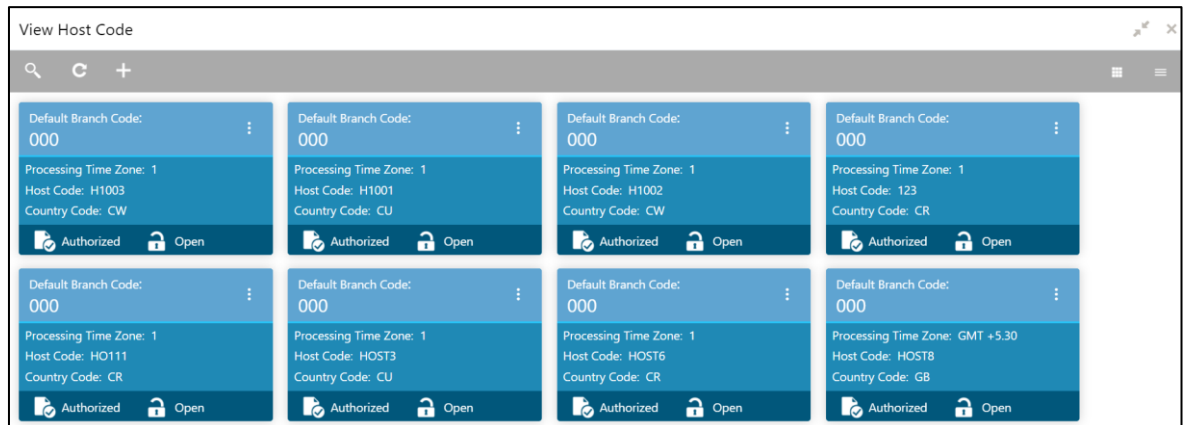 View Host Code
Default Branch Code:
000
Processing Time Zone: 1
Host Code: H1003
Country Code: CW
Authorized Open
Default Branch Code:
000
Processing Time Zone: 1
Host Code: H1001
Country Code: CU
Authorized Open
Default Branch Code:
000
Processing Time Zone: 1
Host Code: H1002
Country Code: CW
Authorized Open
Default Branch Code:
000
Processing Time Zone: 1
Host Code: 123
Country Code: CR
Authorized Open
Default Branch Code:
000
Processing Time Zone: 1
Host Code: HO111
Country Code: CR
Authorized Open
Default Branch Code:
000
Processing Time Zone: 1
Host Code: HOST3
Country Code: CU
Authorized Open
Default Branch Code:
000
Processing Time Zone: 1
Host Code: HOST6
Country Code: CR
Authorized Open
Default Branch Code:
000
Processing Time Zone: GMT +5.30
Host Code: HOST8
Country Code: GB
Authorized Open